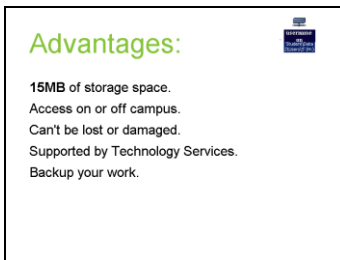 Advantages:
15MB of storage space.
Access on or off campus.
Can't be lost or damaged.
Supported by Technology Services.
Backup your work.